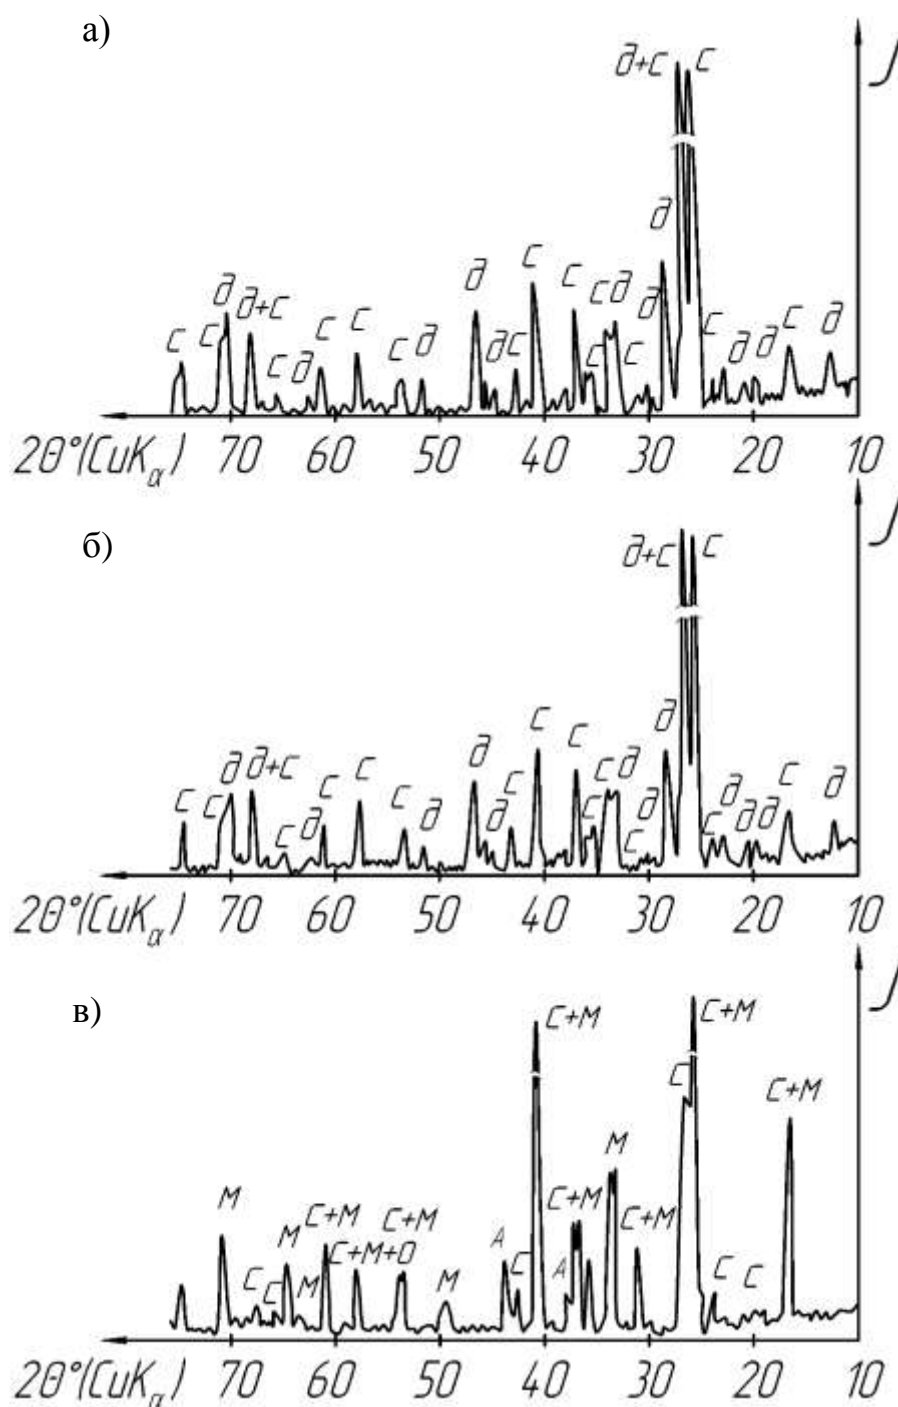 а)
д+с с
д
д с
д д+с д с с д
с с с д с с д с д д д с д
2θ°(CuKα) 70 60 50 40 30 20 10
б)
д+с с
д с с д
д д+с с с д д с д
с с с д с д с д с с д с д д
2θ°(CuKα) 70 60 50 40 30 20 10
в)
С+М С+М
С С+М
М
М С+М С+М С+М С+М
М С+М+О А
С С М М С А С С
2θ°(CuKα) 70 60 50 40 30 20 10